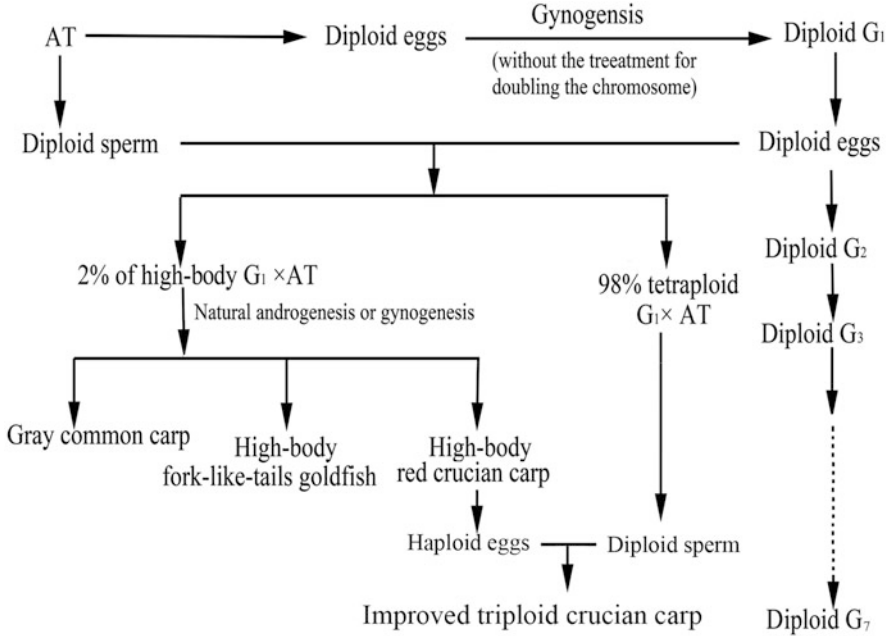 AT
Diploid eggs
Gynogensis
(without the treetment for
doubling the chromosome)
Diploid G₁
Diploid sperm
Diploid eggs
Diploid G₂
Diploid G₃
2% of high-body G₁ ×AT
98% tetraploid
G₁× AT
Natural androgenesis or gynogenesis
Gray common carp
High-body
fork-like-tails goldfish
High-body
red crucian carp
Haploid eggs
Diploid sperm
Improved triploid crucian carp
Diploid G₇